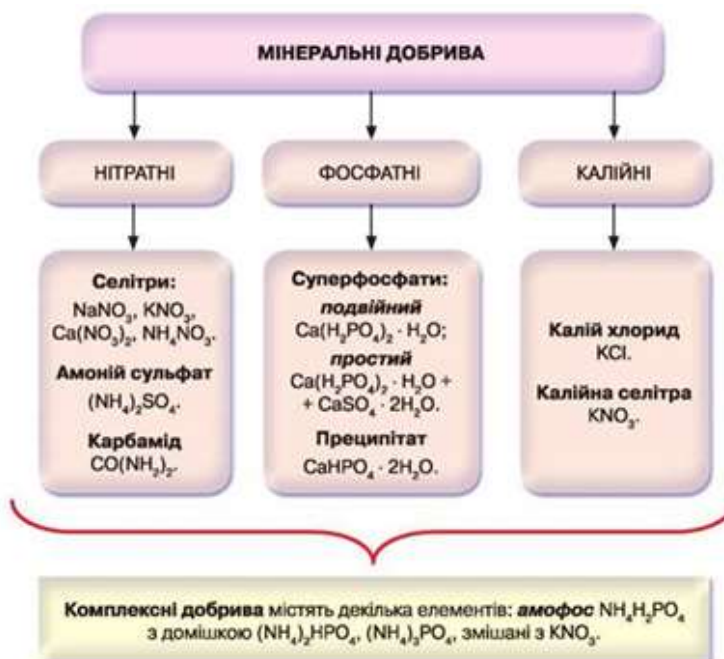 МІНЕРАЛЬНІ ДОБРИВА
НІТРАТНІ
ФОСФАТНІ
КАЛІЙНІ
Селітри:
NaNO₃, KNO₃,
Ca(NO₃)₂, NH₄NO₃.
Амоній сульфат
(NH₄)₂SO₄.
Карбамід
CO(NH₂)₂.
Суперфосфати:
подвійний
Ca(H₂PO₄)₂ · H₂O;
простий
Ca(H₂PO₄)₂ · H₂O +
+ CaSO₄ · 2H₂O.
Преципітат
CaHPO₄ · 2H₂O.
Калій хлорид
KCl.
Калійна селітра
KNO₃.
Комплексні добрива містять декілька елементів: амофос NH₄H₂PO₄
з домішкою (NH₄)₂HPO₄, (NH₄)₃PO₄, змішані з KNO₃.